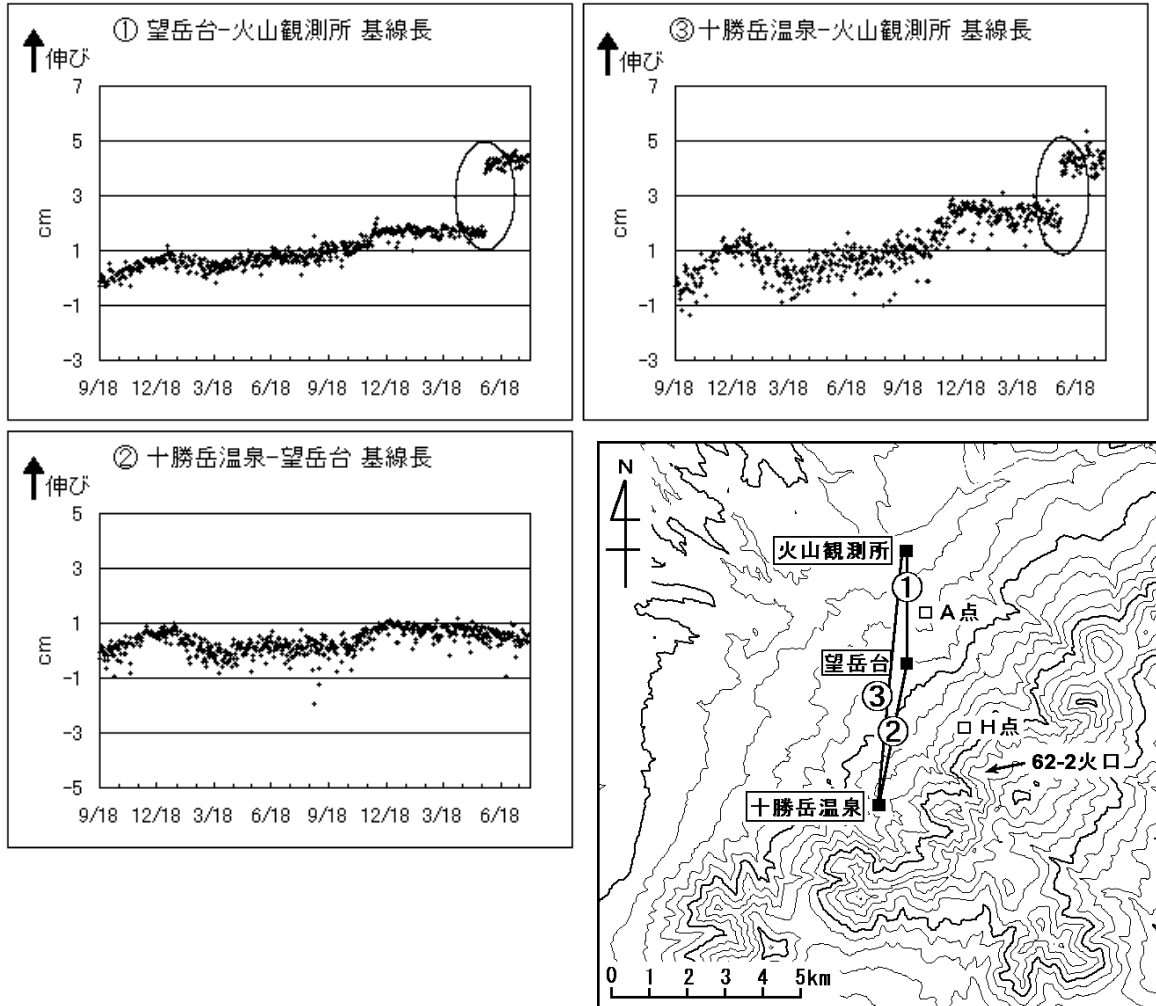 ① 望岳台-火山観測所 基線長
伸び
7
5
3
1
-1
-3
cm
9/18 12/18 3/18 6/18 9/18 12/18 3/18 6/18
③十勝岳温泉-火山観測所 基線長
伸び
7
5
3
1
-1
-3
cm
9/18 12/18 3/18 6/18 9/18 12/18 3/18 6/18
② 十勝岳温泉-望岳台 基線長
伸び
5
3
1
-1
-3
-5
cm
9/18 12/18 3/18 6/18 9/18 12/18 3/18 6/18
N
火山観測所
①
A点
望岳台
③
②
H点
62-2火口
十勝岳温泉
0 1 2 3 4 5km